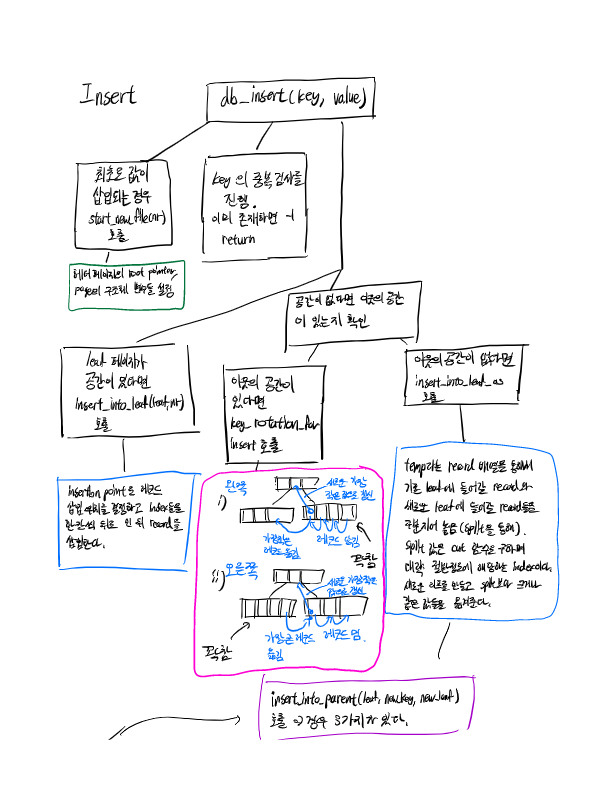 Insert
db_insert(key, value)
최초로 값이
삽입되는 경우
start_new_file(nr)
호출
key 의 중복검사를
진행.
이미 존재하면 -1
return
헤더페이지의 root pointer,
page의 구조체 변수들 설정
공간이 없다면 이웃의 공간
이 있는지 확인
leaf 페이지가
공간이 있다면
insert_into_leaf(leaf,nr)
호출
이웃의 공간이
있다면
key_rotation_for
insert 호출
이웃의 공간이 없다면
insert_into_leaf_as
호출
insertion point로 레코드
삽입 위치를 결정하고 index들을
한칸씩 뒤로 민 뒤 record를
삽입한다.
i) 왼쪽
새로운 가장
작은 값으로 갱신
가장작은
레코드 옮김
레코드 당김
꽉참
ii) 오른쪽
새로운 가장작은
값으로 갱신
가장큰 레코드
옮김
레코드 밈.
꽉참
temp라는 record 배열을 통해서
기존 leaf에 들어갈 record와
새로운 leaf에 들어갈 record들을
구분지어 놓음 (split을 통해).
split 값은 cut 함수로 구하며
대략 절반정도에 해당하는 index이다.
새로운 리프를 만들고 split보다 크거나
같은 값들을 옮겨준다.
insert_into_parent(leaf, new_key, new_leaf)
호출 → 경우 3가지가 있다.